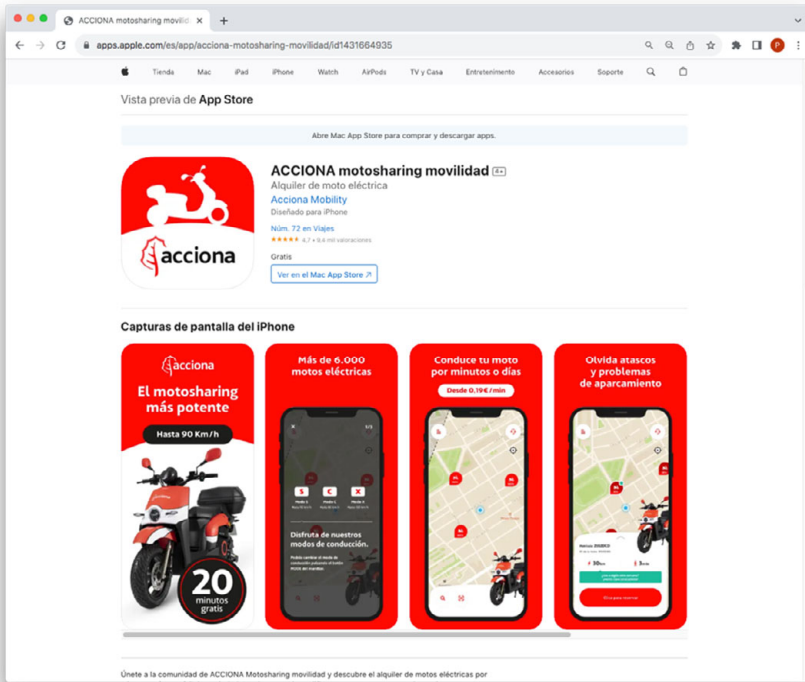 ACCIONA motosharing movilid
apps.apple.com/es/app/acciona-motosharing-movilidad/id1431664935
P
Tienda Mac iPad iPhone Watch AirPods TV y Casa Entretenimiento Accesorios Soporte
Vista previa de App Store
Abre Mac App Store para comprar y descargar apps.
acciona
ACCIONA motosharing movilidad 4+
Alquiler de moto eléctrica
Acciona Mobility
Diseñado para iPhone
Núm. 72 en Viajes
★★★★★ 4.7 • 9.4 mil valoraciones
Gratis
Ver en el Mac App Store ↗
Capturas de pantalla del iPhone
acciona
El motosharing
más potente
Hasta 90 Km/h
20
minutos
gratis
Más de 6.000
motos eléctricas
S C X
Disfruta de nuestros
modos de conducción.
Conduce tu moto
por minutos o días
Desde 0,19€/min
Olvida atascos
y problemas
de aparcamiento
Únete a la comunidad de ACCIONA Motosharing movilidad y descubre el alquiler de motos eléctricas por